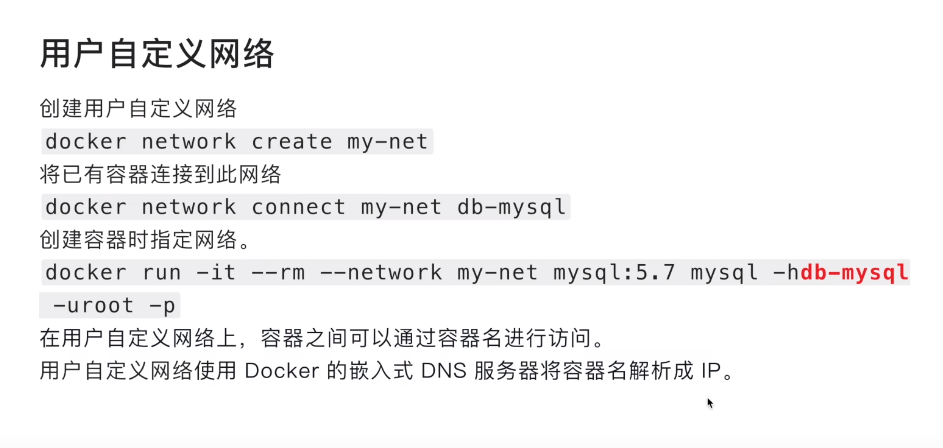 用户自定义网络
创建用户自定义网络
docker network create my-net
将已有容器连接到此网络
docker network connect my-net db-mysql
创建容器时指定网络。
docker run -it --rm --network my-net mysql:5.7 mysql -hdb-mysql
-uroot -p
在用户自定义网络上，容器之间可以通过容器名进行访问。
用户自定义网络使用 Docker 的嵌入式 DNS 服务器将容器名解析成 IP。